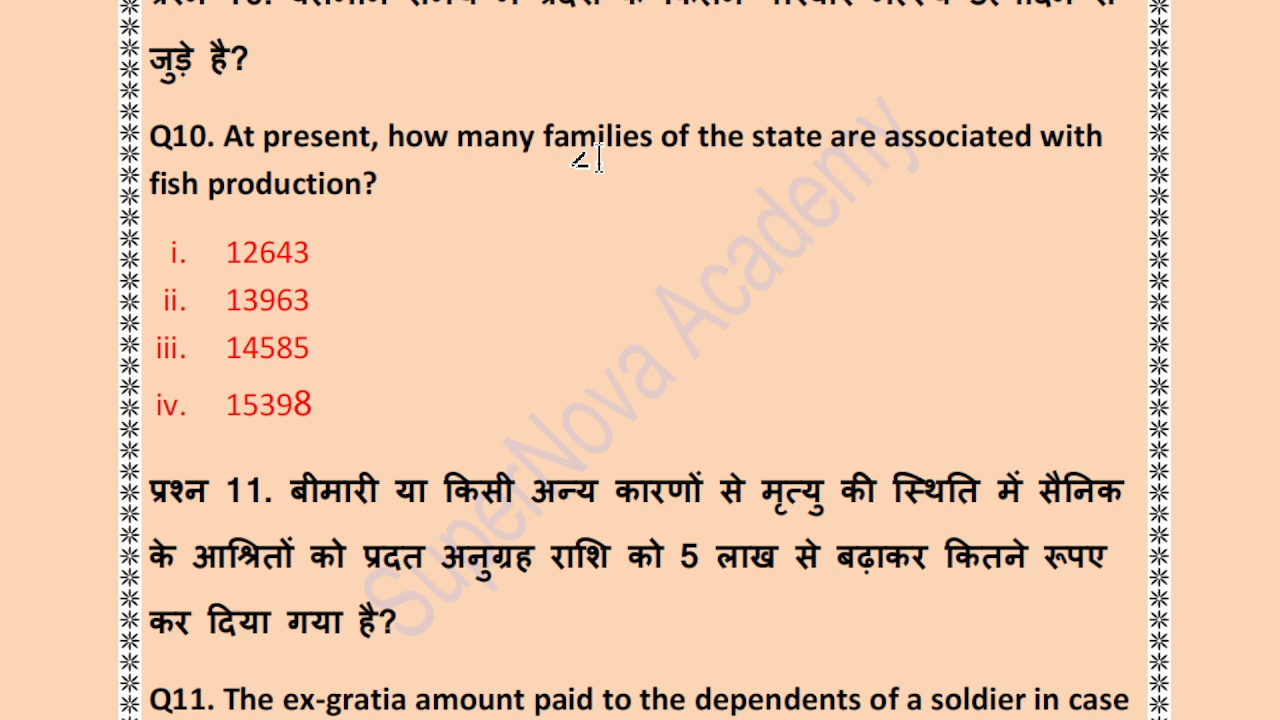 जुड़े है?
Q10. At present, how many families of the state are associated with
fish production?
i. 12643
ii. 13963
iii. 14585
iv. 15398
SuperNova Academy
प्रश्न 11. बीमारी या किसी अन्य कारणों से मृत्यु की स्थिति में सैनिक
के आश्रितों को प्रदत अनुग्रह राशि को 5 लाख से बढ़ाकर कितने रूपए
कर दिया गया है?
Q11. The ex-gratia amount paid to the dependents of a soldier in case